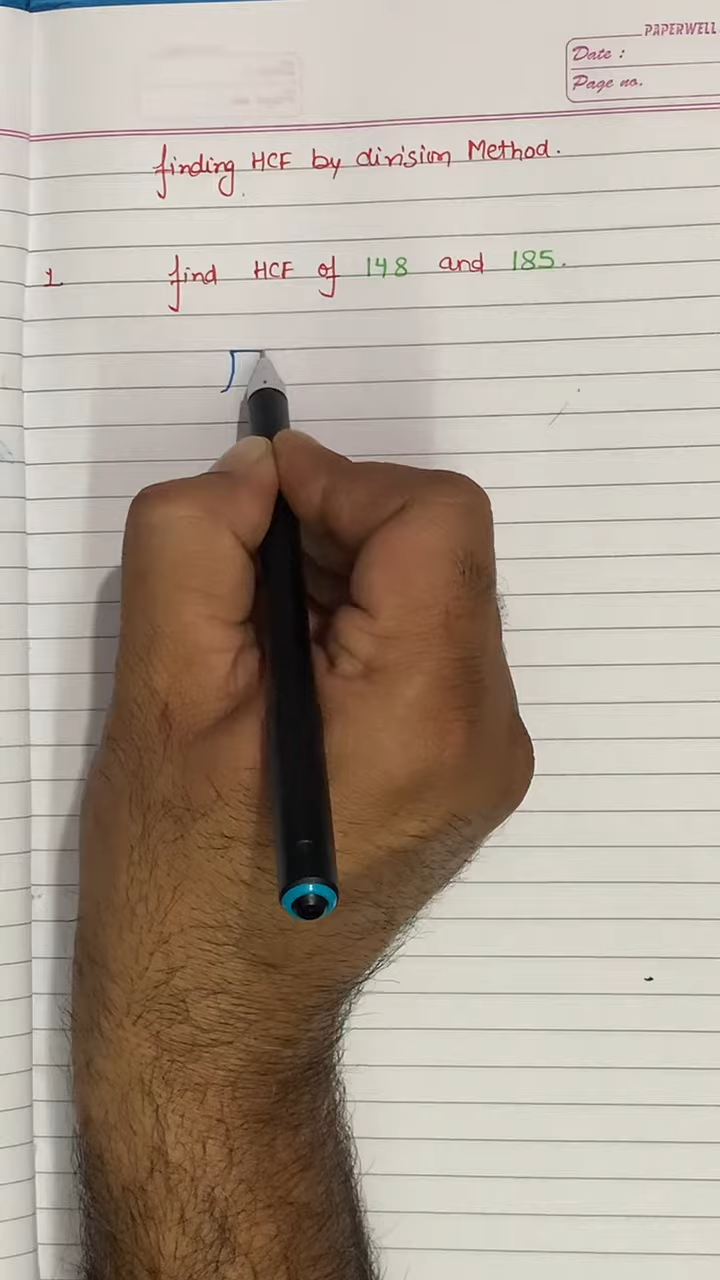 PAPERWELL
Date :
Page no.
finding HCF by division Method.
1 find HCF of 148 and 185.